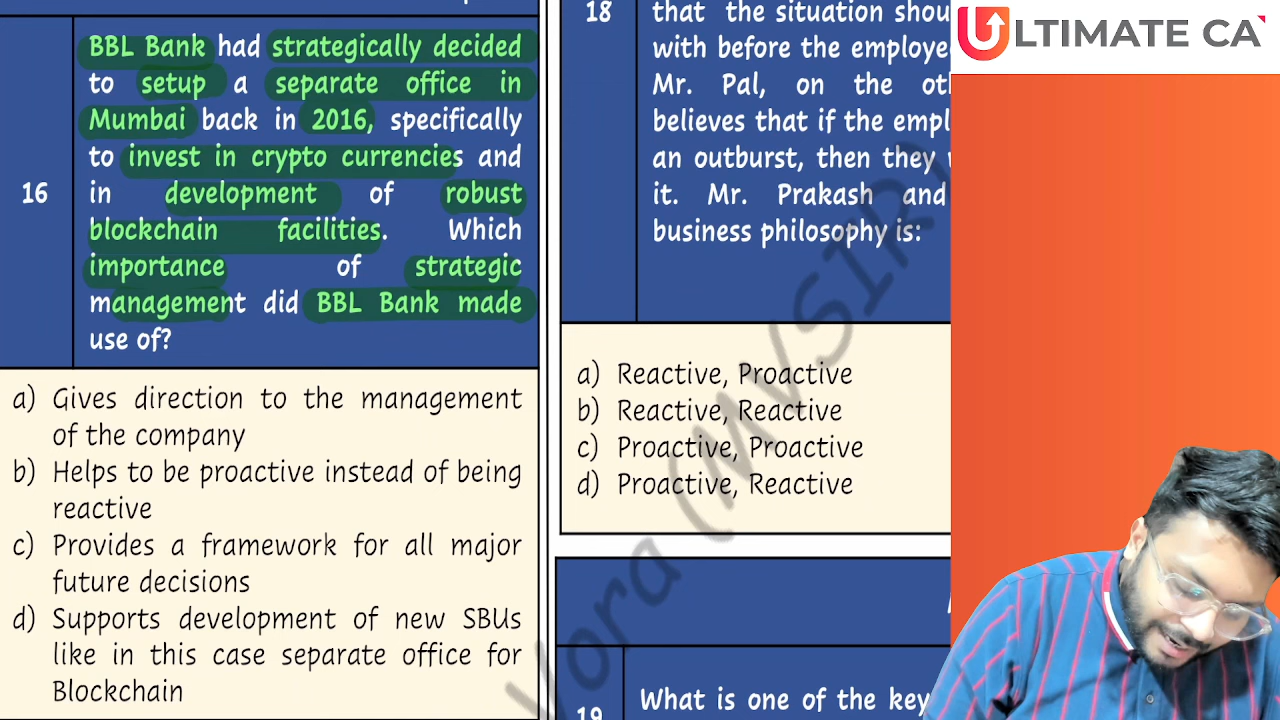 BBL Bank had strategically decided
to setup a separate office in
Mumbai back in 2016, specifically
to invest in crypto currencies and
16
in development of robust
blockchain facilities. Which
importance of strategic
management did BBL Bank made
use of?
a) Gives direction to the management
of the company
b) Helps to be proactive instead of being
reactive
c) Provides a framework for all major
future decisions
d) Supports development of new SBUs
like in this case separate office for
Blockchain
18
that the situation shou
with before the employe
Mr. Pal, on the ot
believes that if the empl
an outburst, then they
it. Mr. Prakash and
business philosophy is:
a) Reactive, Proactive
b) Reactive, Reactive
c) Proactive, Proactive
d) Proactive, Reactive
19
What is one of the key
Vora (MVSIR)
ULTIMATE CA